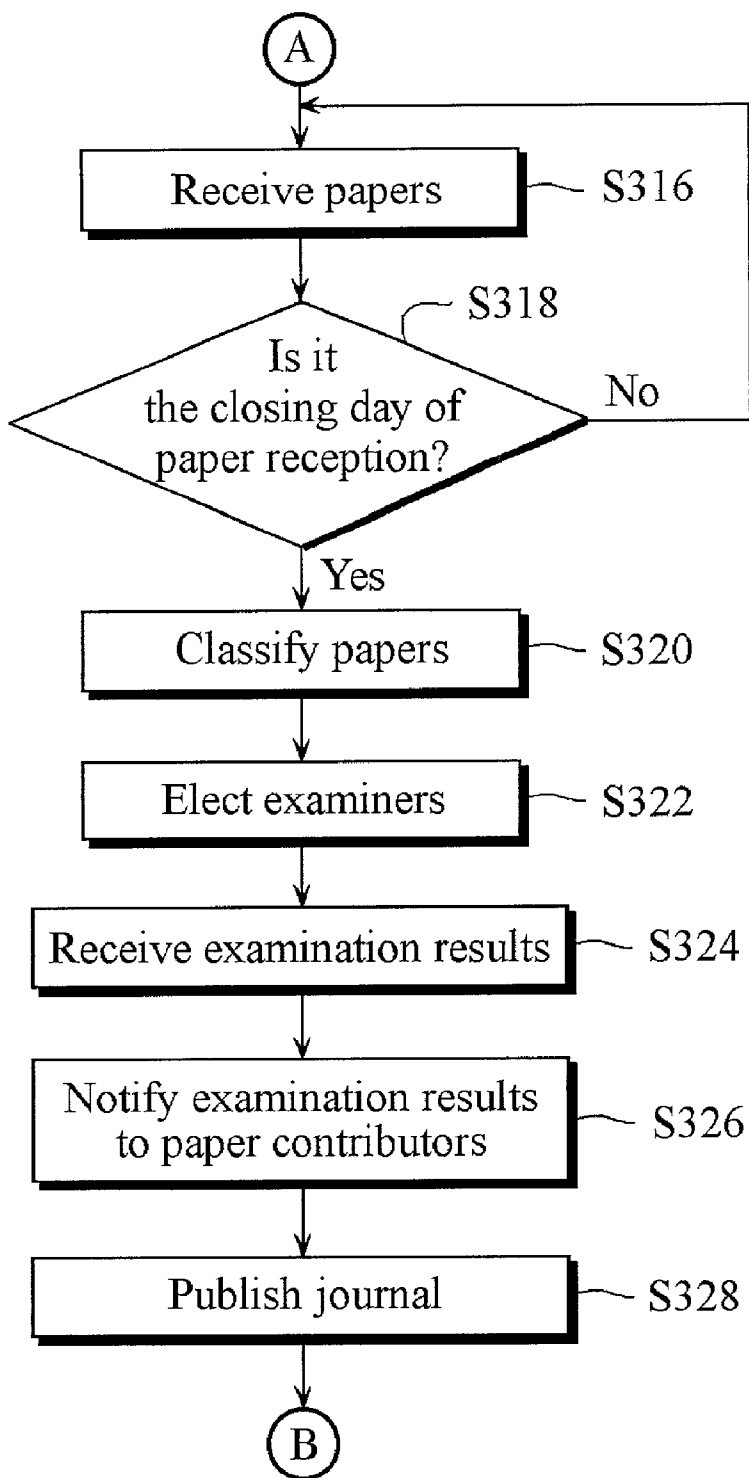 A
Receive papers
S316
S318
Is it
the closing day of
paper reception?
No
Yes
Classify papers
S320
Elect examiners
S322
Receive examination results
S324
Notify examination results
to paper contributors
S326
Publish journal
S328
B